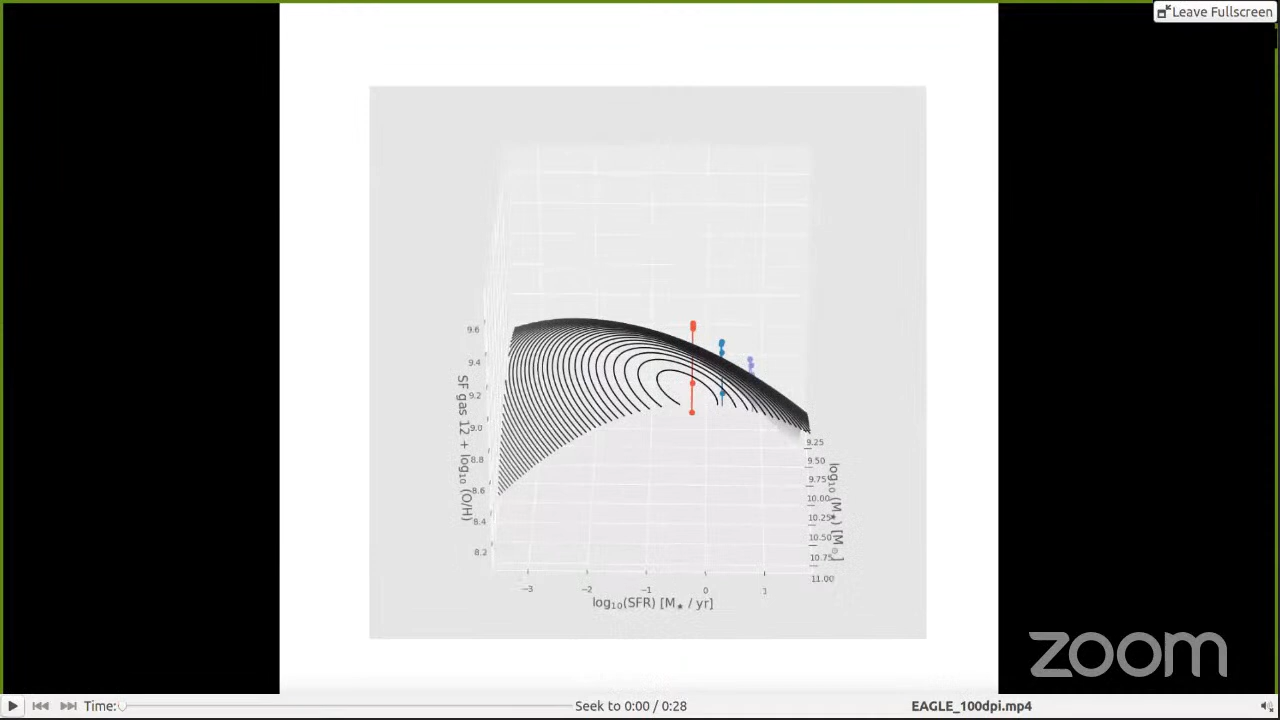 Leave Fullscreen
9.6
9.4
9.2
9.0
8.8
8.6
8.4
8.2
SF gas 12 + log₁₀ (O/H)
9.25
9.50
9.75
10.00
10.25
10.50
10.75
11.00
log₁₀ (M★) [M☉]
−3
−2
−1
0
1
log₁₀(SFR) [M★ / yr]
zoom
Time:
Seek to 0:00 / 0:28
EAGLE_100dpi.mp4